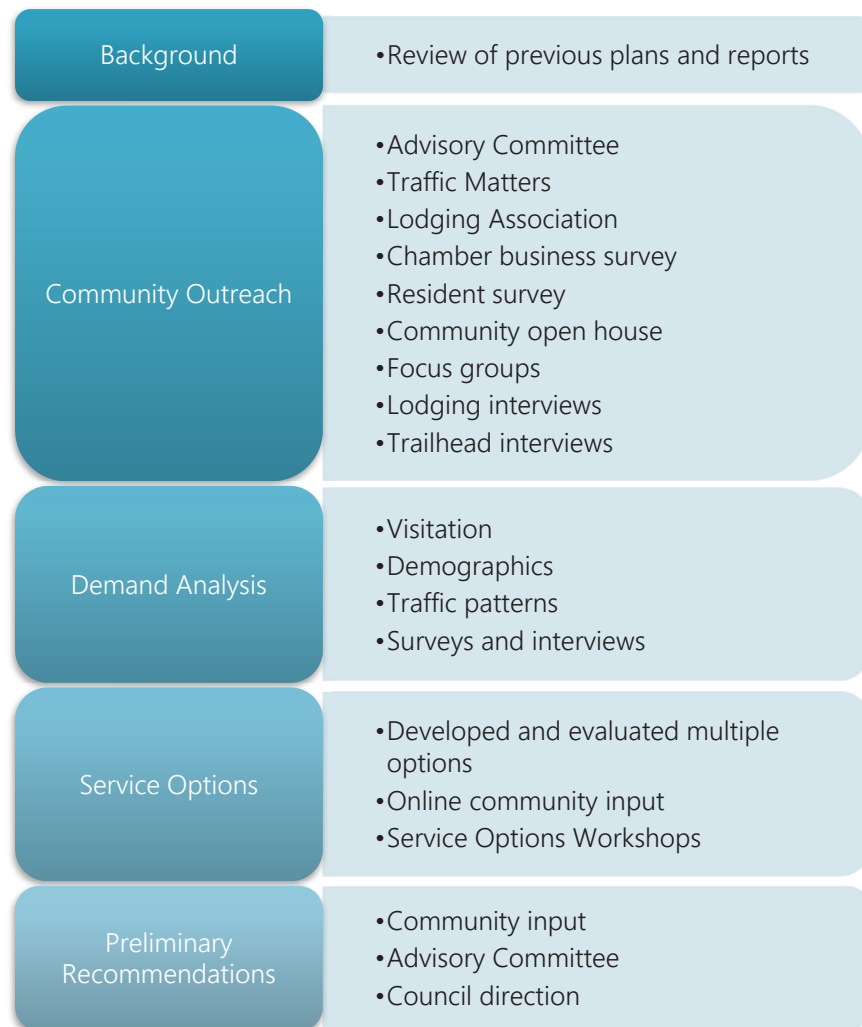 Background
•Review of previous plans and reports
Community Outreach
•Advisory Committee
•Traffic Matters
•Lodging Association
•Chamber business survey
•Resident survey
•Community open house
•Focus groups
•Lodging interviews
•Trailhead interviews
Demand Analysis
•Visitation
•Demographics
•Traffic patterns
•Surveys and interviews
Service Options
•Developed and evaluated multiple
options
•Online community input
•Service Options Workshops
Preliminary
Recommendations
•Community input
•Advisory Committee
•Council direction